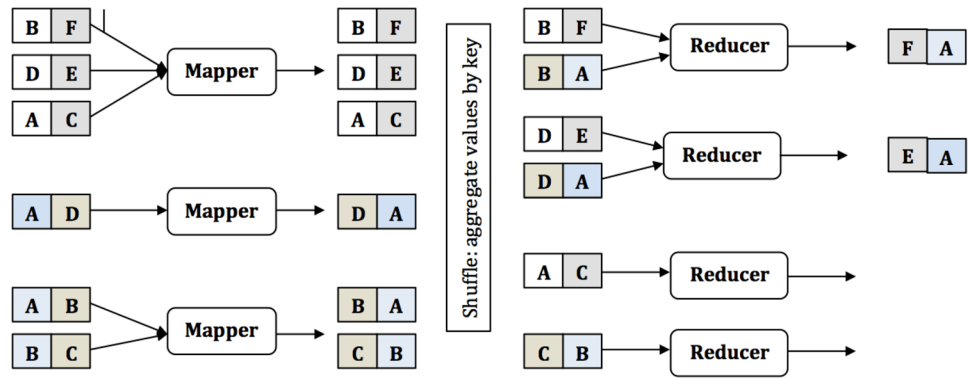 B F
D E
A C
Mapper
B F
D E
A C
A D
Mapper
D A
A B
B C
Mapper
B A
C B
Shuffle: aggregate values by key
B F
B A
Reducer
F A
D E
D A
Reducer
E A
A C
Reducer
C B
Reducer